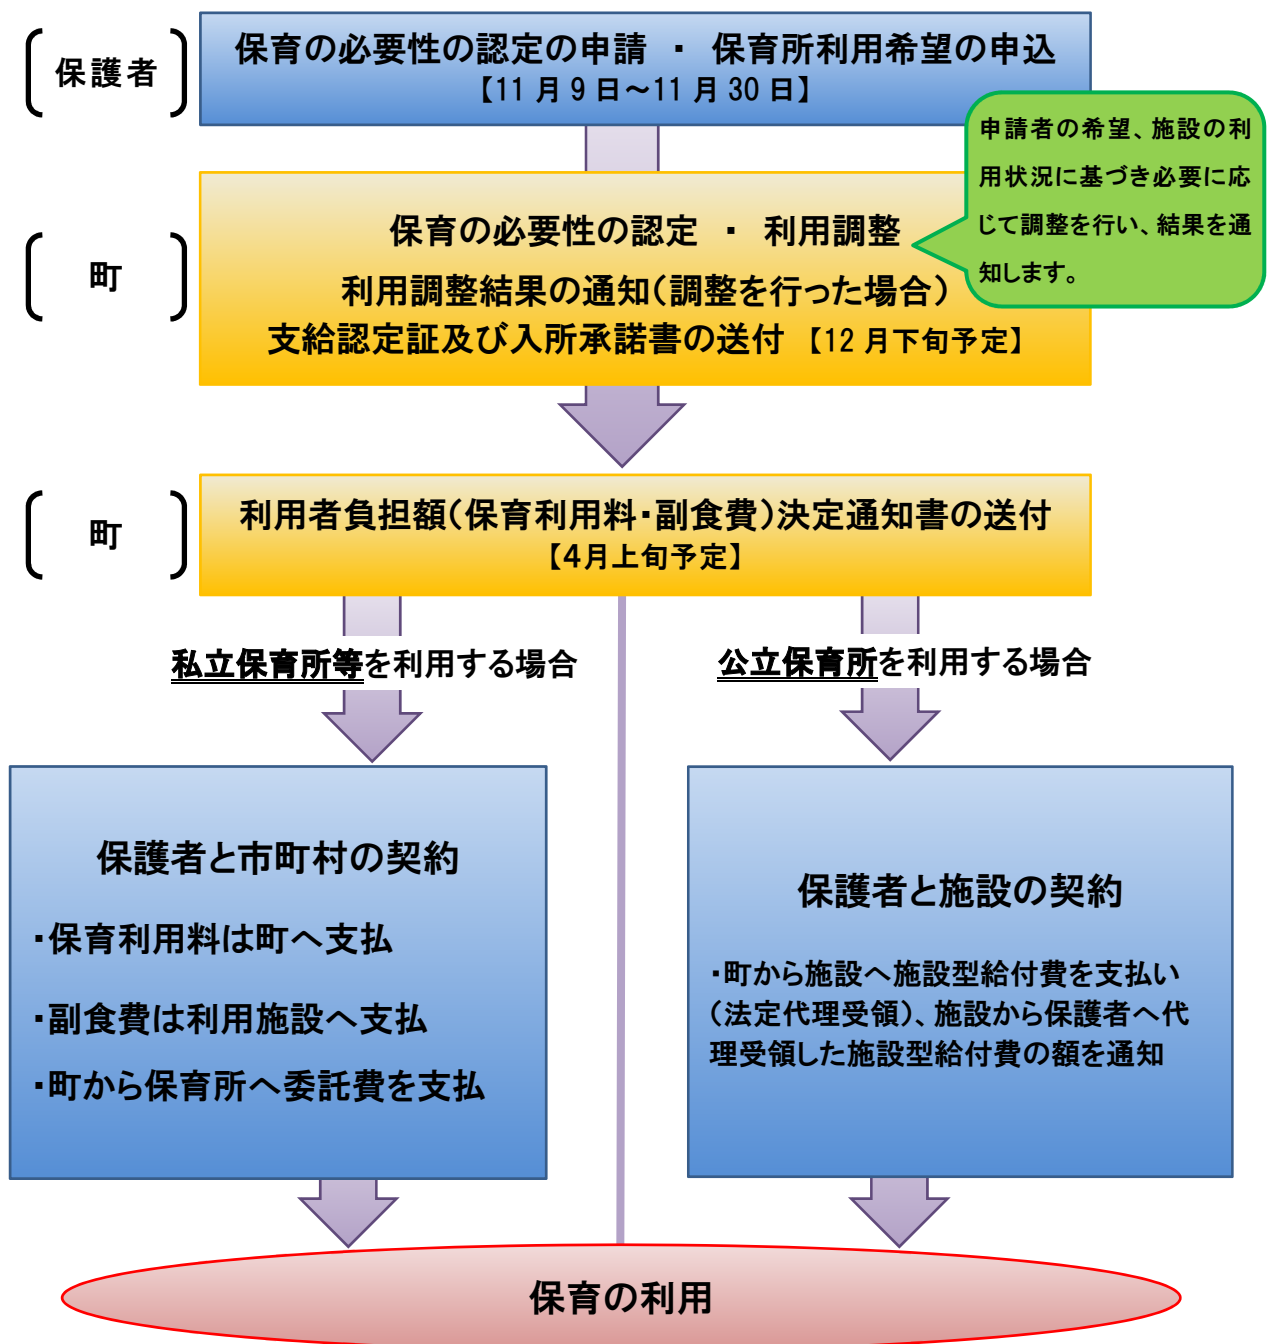 保護者
保育の必要性の認定の申請 ・ 保育所利用希望の申込
【11月9日～11月30日】
申請者の希望、施設の利
用状況に基づき必要に応
じて調整を行い、結果を通
知します。
町
保育の必要性の認定 ・ 利用調整
利用調整結果の通知（調整を行った場合）
支給認定証及び入所承諾書の送付 【12月下旬予定】
町
利用者負担額（保育利用料・副食費）決定通知書の送付
【4月上旬予定】
私立保育所等を利用する場合
公立保育所を利用する場合
保護者と市町村の契約
・保育利用料は町へ支払
・副食費は利用施設へ支払
・町から保育所へ委託費を支払
保護者と施設の契約
・町から施設へ施設型給付費を支払い
（法定代理受領）、施設から保護者へ代
理受領した施設型給付費の額を通知
保育の利用